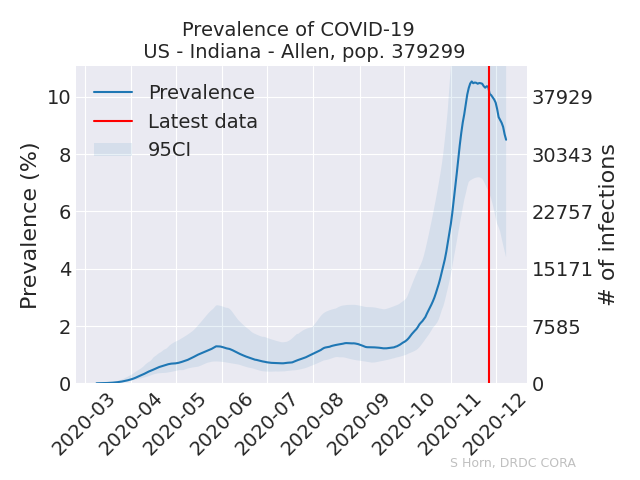 Prevalence of COVID-19
US - Indiana - Allen, pop. 379299
Prevalence
Latest data
95CI
Prevalence (%)
10
8
6
4
2
0
37929
30343
22757
15171
7585
0
# of infections
2020-03
2020-04
2020-05
2020-06
2020-07
2020-08
2020-09
2020-10
2020-11
2020-12
S Horn, DRDC CORA